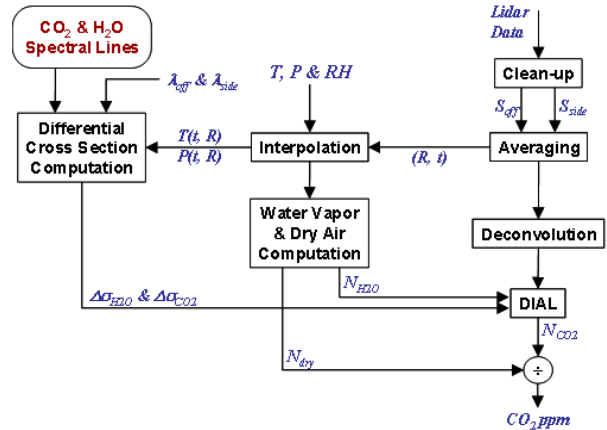 CO2 & H2O
Spectral Lines
Lidar
Data
λoff & λside
T, P & RH
Clean-up
Soff
Sside
Differential
Cross Section
Computation
T(t, R)
P(t, R)
Interpolation
(R, t)
Averaging
Water Vapor
& Dry Air
Computation
Deconvolution
NH2O
ΔσH2O & ΔσCO2
DIAL
NCO2
Ndry
÷
CO2 ppm